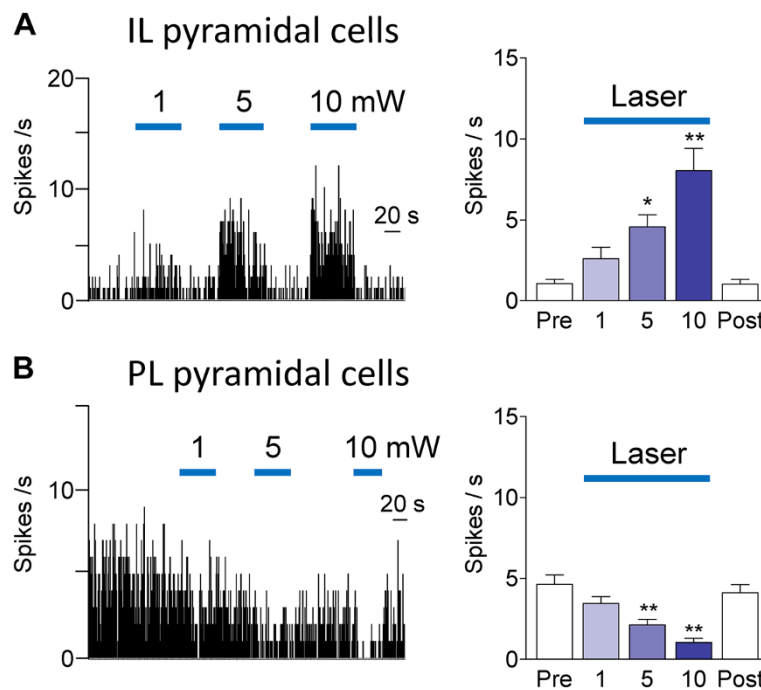 A
IL pyramidal cells
20
10
0
Spikes /s
1 5 10 mW
20 s
15
10
5
0
Spikes / s
Laser
*
**
Pre 1 5 10 Post
B
PL pyramidal cells
10
0
Spikes /s
1 5 10 mW
20 s
15
10
5
0
Spikes / s
Laser
**
**
Pre 1 5 10 Post